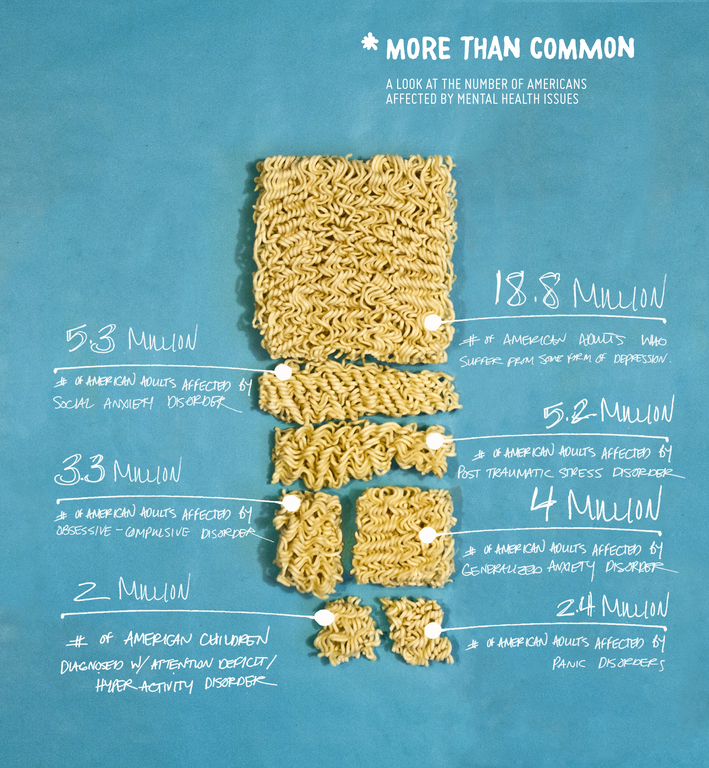 * MORE THAN COMMON
A LOOK AT THE NUMBER OF AMERICANS
AFFECTED BY MENTAL HEALTH ISSUES
18.8 MILLION
# OF AMERICAN ADULTS WHO
SUFFER FROM SOME FORM OF DEPRESSION.
5.3 MILLION
# OF AMERICAN ADULTS AFFECTED BY
SOCIAL ANXIETY DISORDER
5.2 MILLION
# OF AMERICAN ADULTS AFFECTED BY
POST TRAUMATIC STRESS DISORDER
3.3 MILLION
# OF AMERICAN ADULTS AFFECTED BY
OBSESSIVE-COMPULSIVE DISORDER
4 MILLION
# OF AMERICAN ADULTS AFFECTED BY
GENERALIZED ANXIETY DISORDER
2 MILLION
# OF AMERICAN CHILDREN
DIAGNOSED W/ ATTENTION DEFICIT/
HYPER ACTIVITY DISORDER
2.4 MILLION
# OF AMERICAN ADULTS AFFECTED BY
PANIC DISORDERS